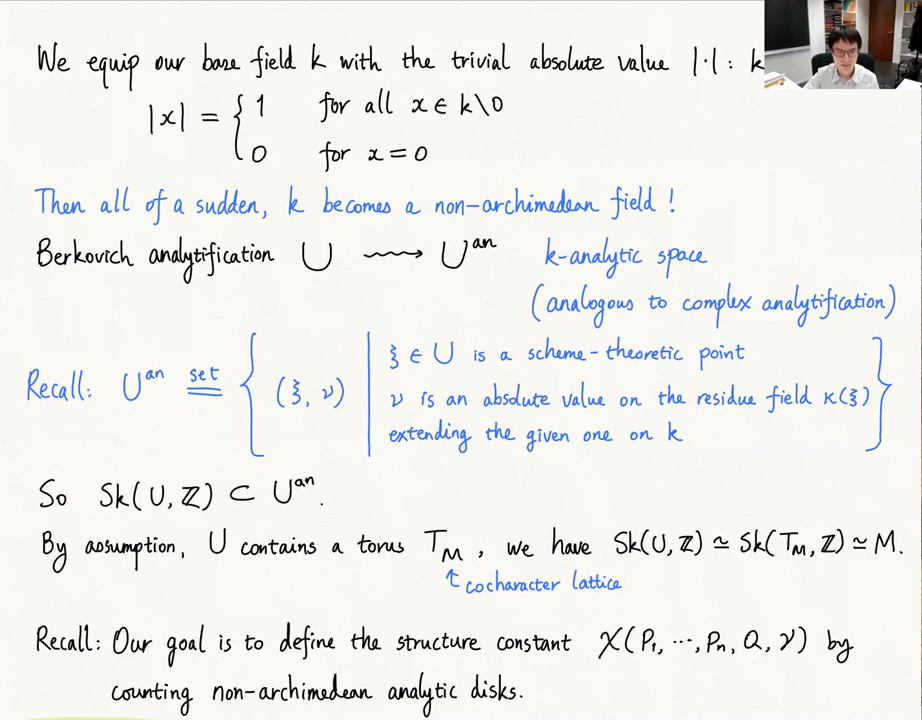 We equip our base field k with the trivial absolute value |·| : k
|x| = { 1 for all x ∈ k\0
0 for x = 0
Then all of a sudden, k becomes a non-archimedean field !
Berkovich analytification U ⇝ U^an k-analytic space
(analogous to complex analytification)
Recall: U^an set= { (ξ, ν) | ξ ∈ U is a scheme-theoretic point
ν is an absolute value on the residue field κ(ξ)
extending the given one on k }
So Sk(U, ℤ) ⊂ U^an.
By assumption, U contains a torus T_M, we have Sk(U, ℤ) ≃ Sk(T_M, ℤ) ≃ M.
↑ cocharacter lattice
Recall: Our goal is to define the structure constant χ(P_1, ⋯, P_n, Q, γ) by
counting non-archimedean analytic disks.